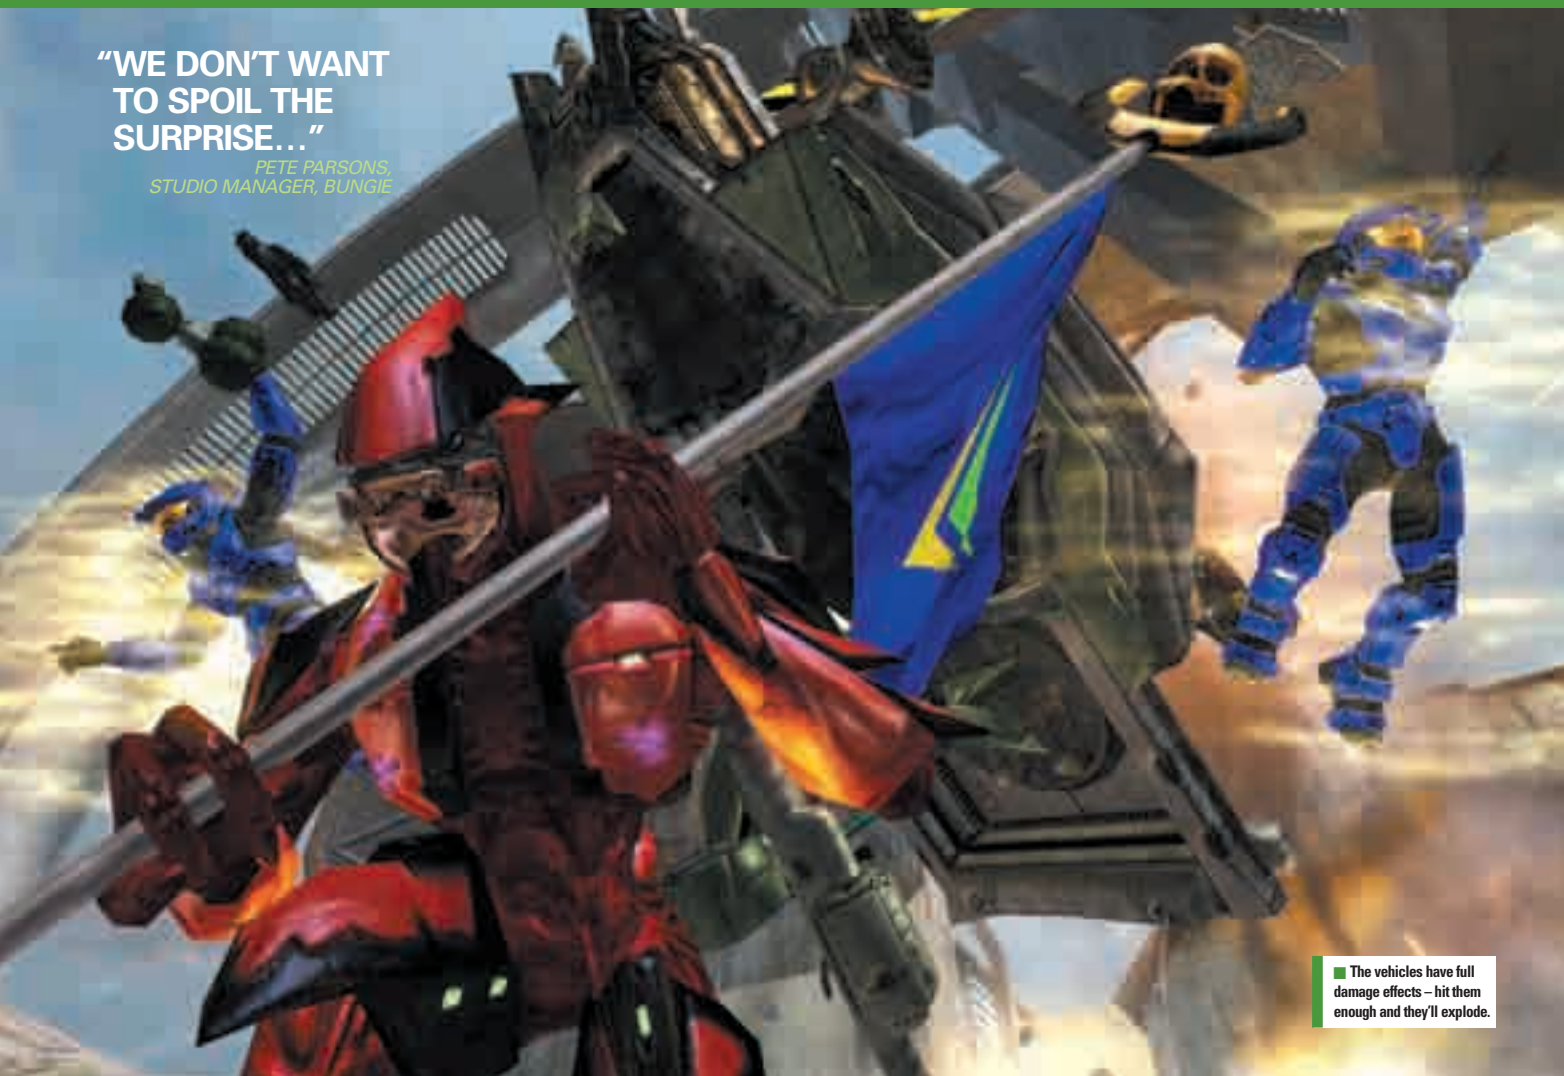 “WE DON’T WANT
TO SPOIL THE
SURPRISE…”
PETE PARSONS,
STUDIO MANAGER, BUNGIE
■ The vehicles have full
damage effects – hit them
enough and they’ll explode.